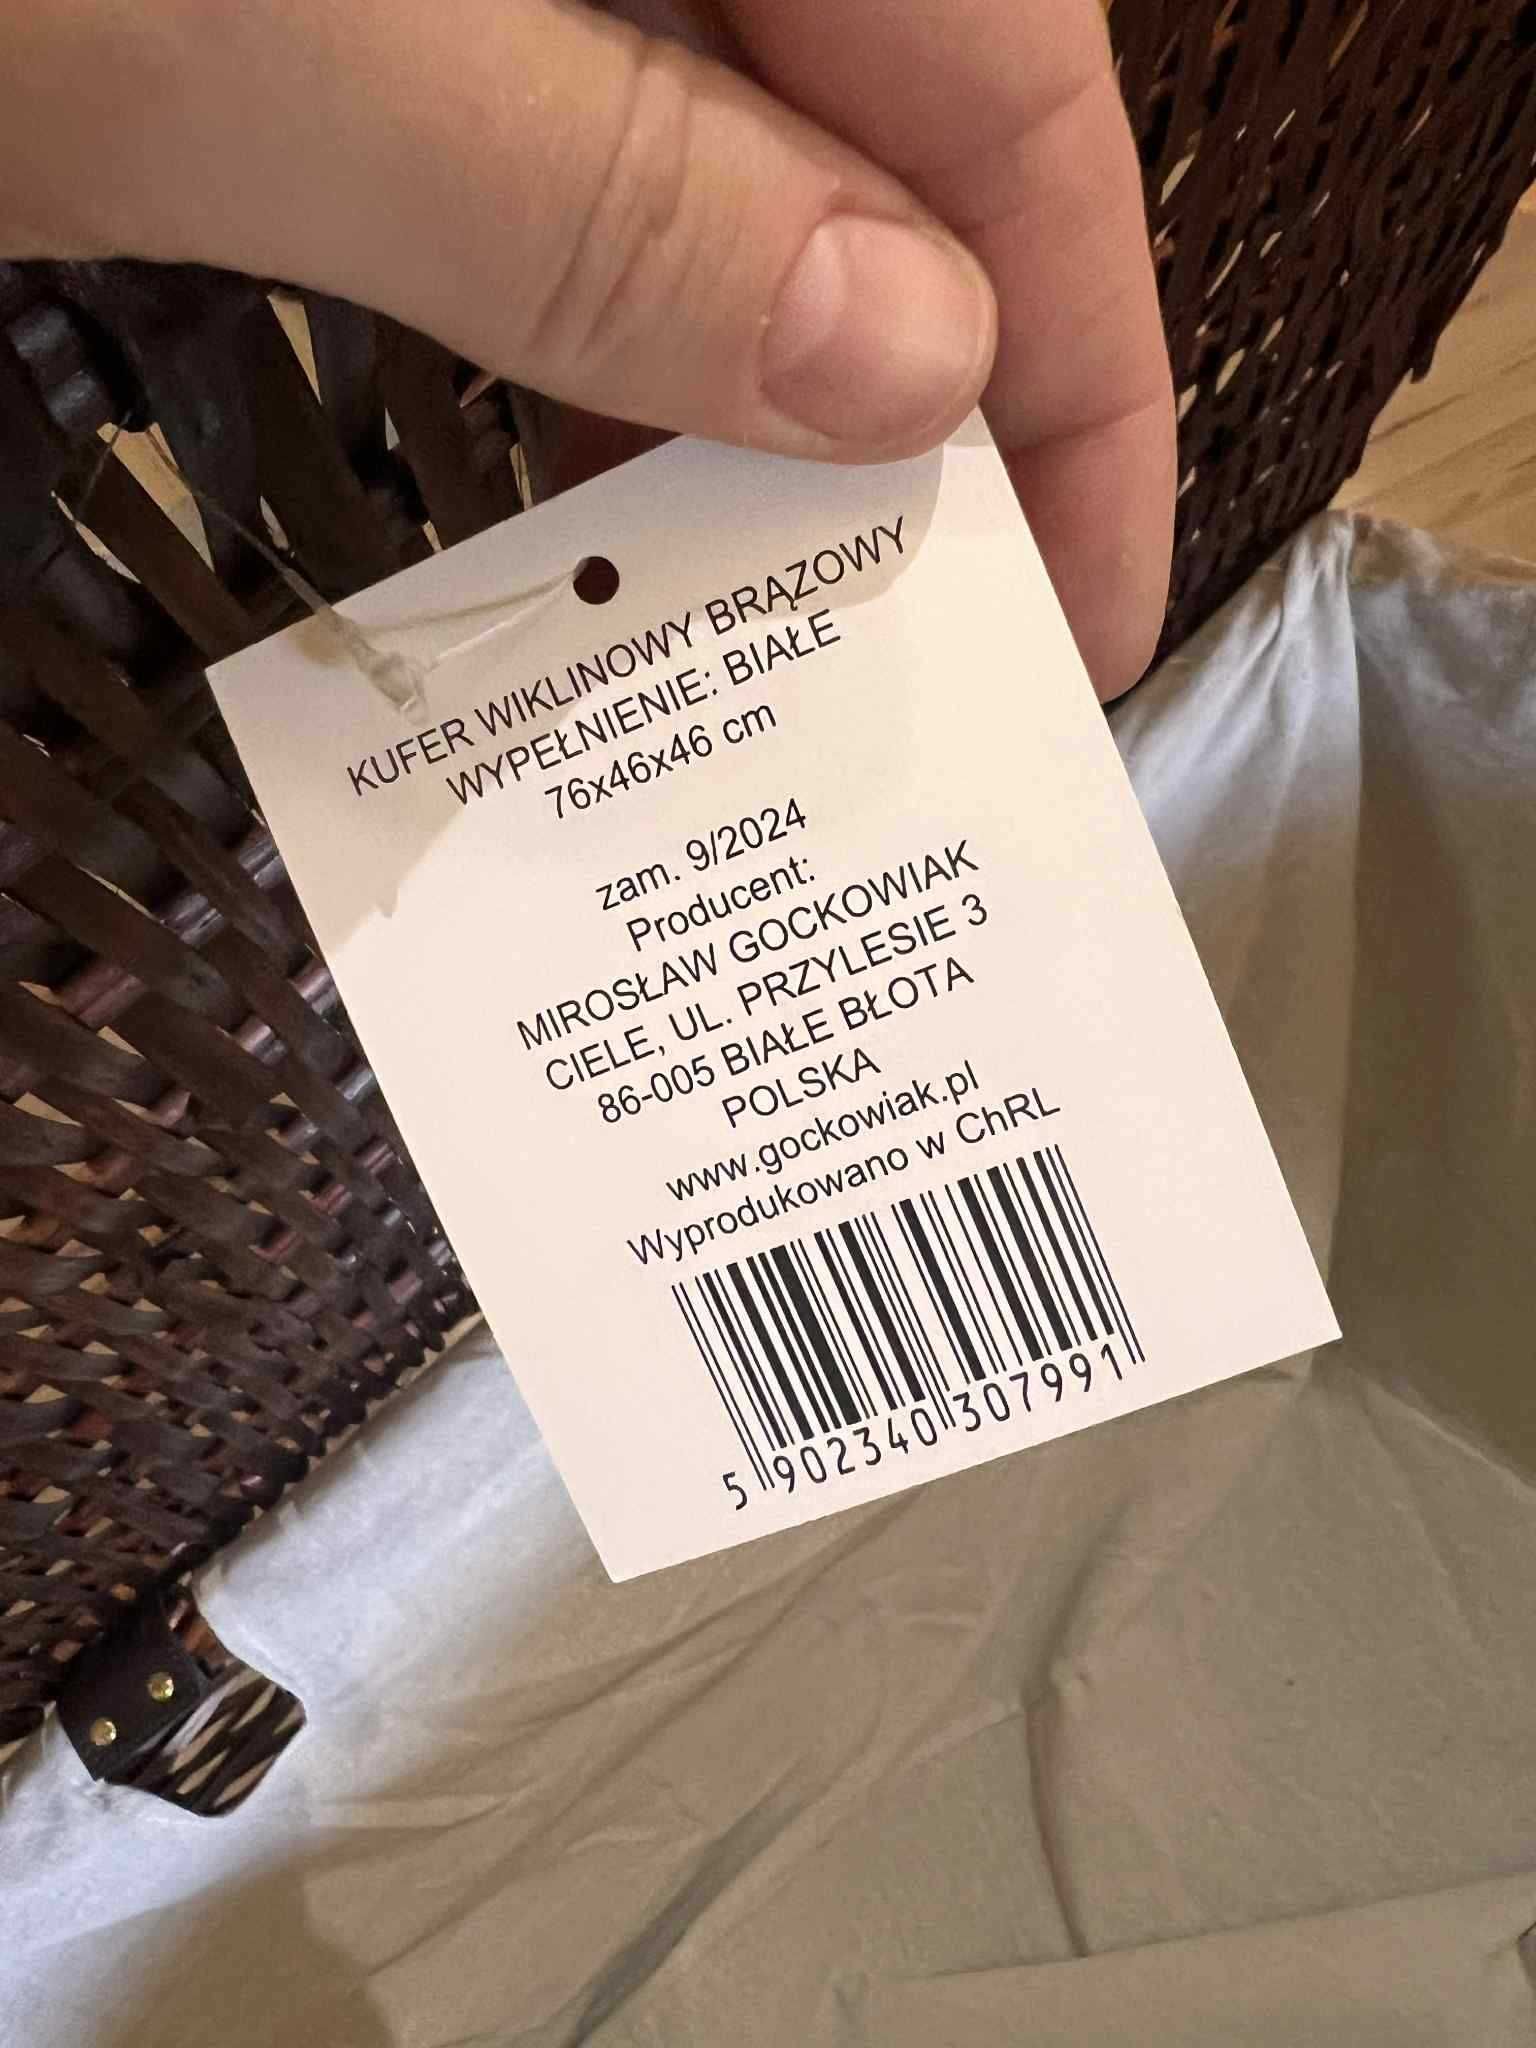 KUFER WIKLINOWY BRĄZOWY
WYPEŁNIENIE: BIAŁE
76x46x46 cm
zam. 9/2024
Producent:
MIROSŁAW GOCKOWIAK
CIELE, UL. PRZYLESIE 3
86-005 BIAŁE BŁOTA
POLSKA
www.gockowiak.pl
Wyprodukowano w ChRL
5 902340 307991